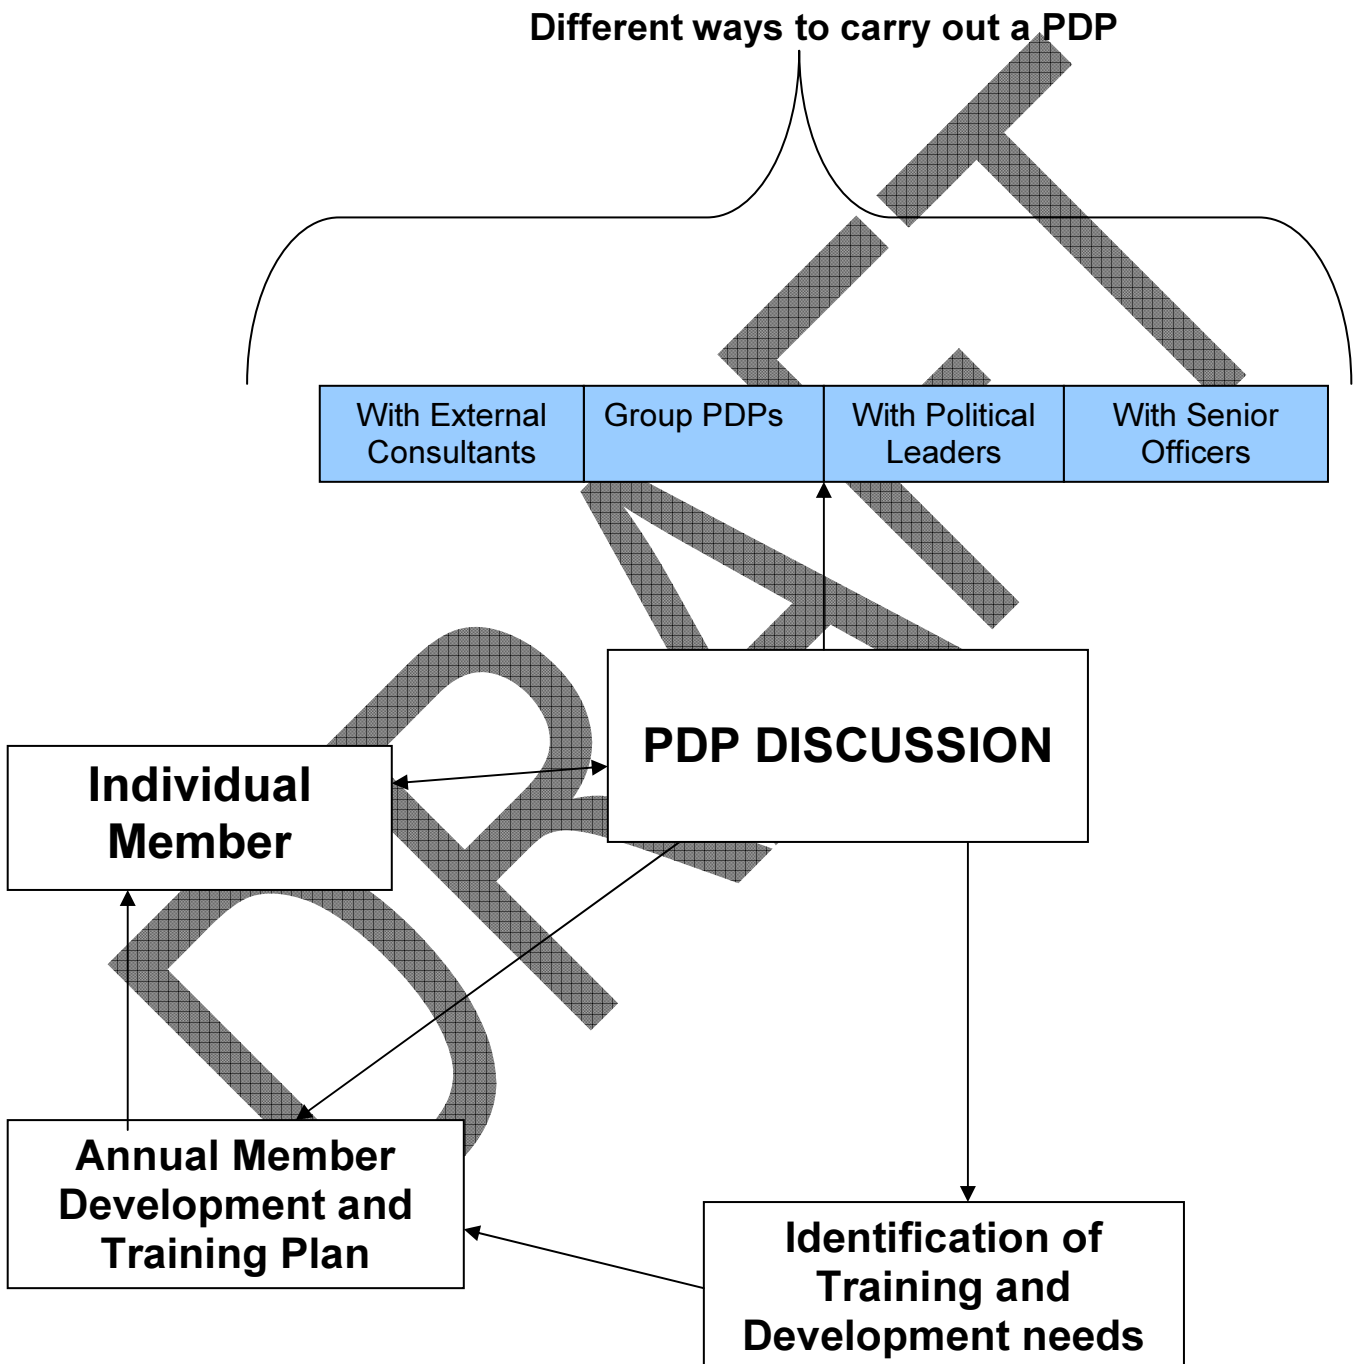 Different ways to carry out a PDP
With External
Consultants
Group PDPs
With Political
Leaders
With Senior
Officers
PDP DISCUSSION
Individual
Member
Annual Member
Development and
Training Plan
Identification of
Training and
Development needs
DRAFT